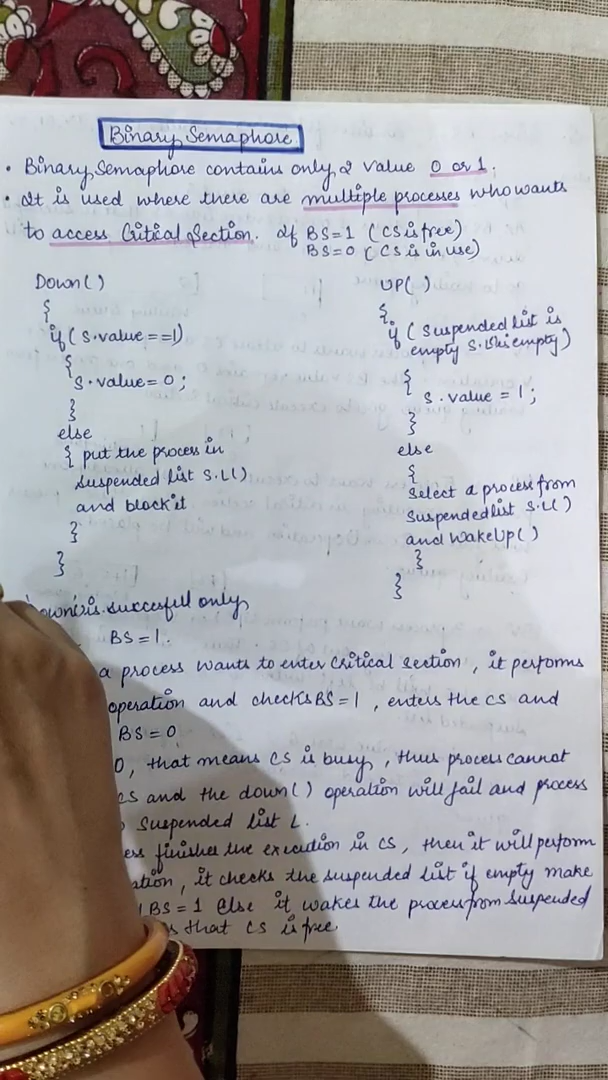 Binary Semaphore
• Binary Semaphore contains only 2 value 0 or 1.
• It is used where there are multiple processes who wants
to access Critical Section. If BS=1 (CS is free)
BS=0 (CS is in use)
Down()
{
if (S.value==1)
{
S.value=0;
}
else
{ put the process in
suspended list S.L()
and block it
}
}
UP()
{
if (Suspended list is
empty S. empty)
{
S.value = 1;
}
else
{
Select a process from
Suspended list S.L()
and WakeUp()
}
}
Down() is succesfull only
BS=1.
a process wants to enter Critical section, it performs
operation and checks BS=1, enters the CS and
BS=0
0, that means CS is busy, thus process cannot
CS and the down() operation will fail and process
Suspended list L.
finishes the execution in CS, then it will perform
it checks the suspended list if empty make
BS=1 Else it wakes the process from suspended
that CS is free